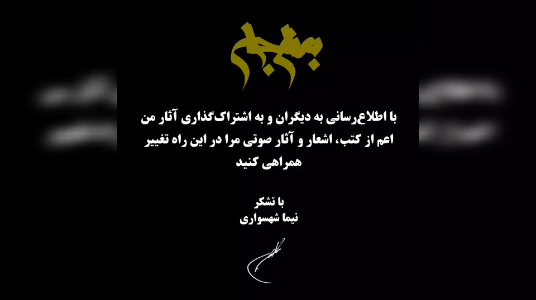 با اطلاع‌رسانی به دیگران و به اشتراک‌گذاری آثار من
اعم از کتب، اشعار و آثار صوتی مرا در این راه تغییر
همراهی کنید
با تشکر
نیما شهسواری